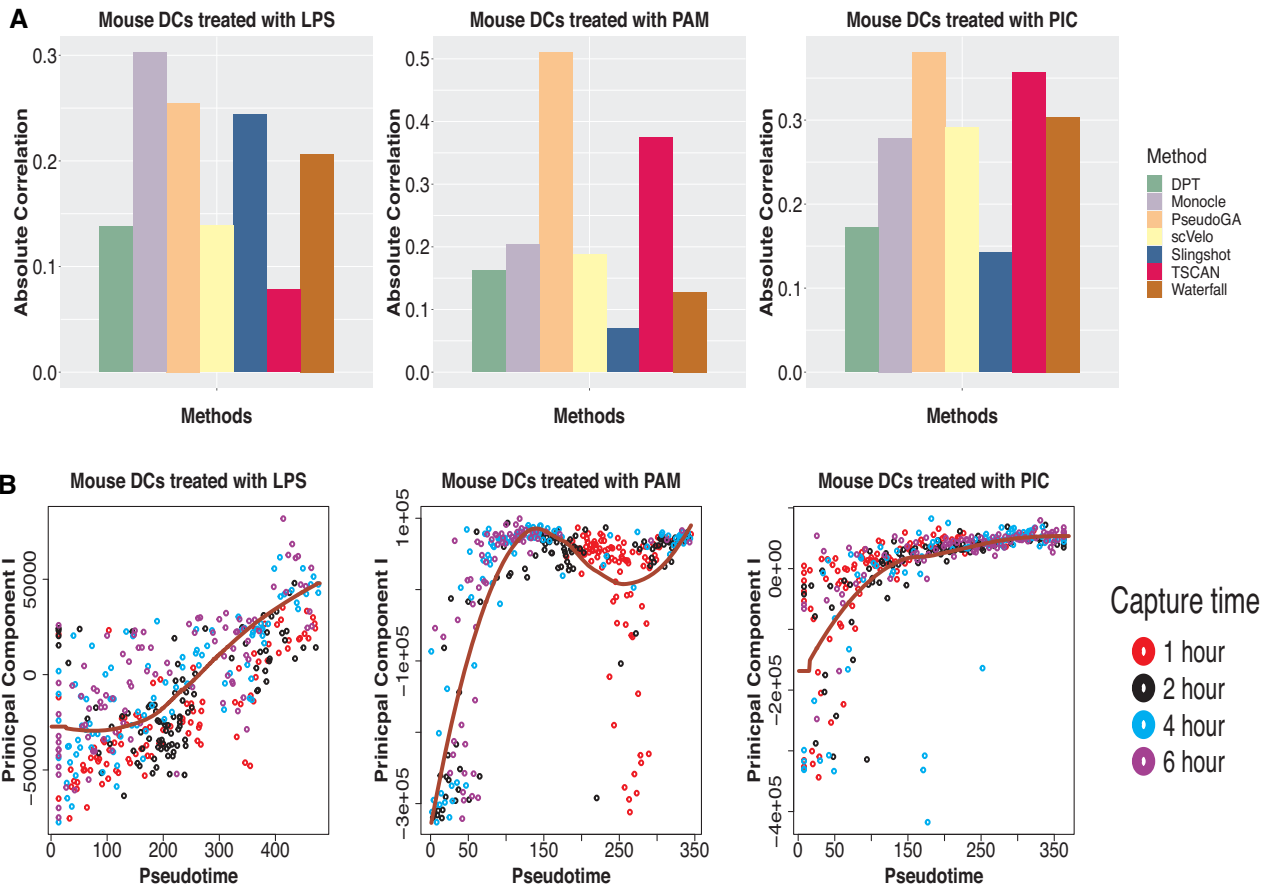 A
Mouse DCs treated with LPS
Mouse DCs treated with PAM
Mouse DCs treated with PIC
Absolute Correlation
0.3
0.2
0.1
0.0
Methods
Absolute Correlation
0.5
0.4
0.3
0.2
0.1
0.0
Methods
Absolute Correlation
0.3
0.2
0.1
0.0
Methods
Method
DPT
Monocle
PseudoGA
scVelo
Slingshot
TSCAN
Waterfall
B
Mouse DCs treated with LPS
Mouse DCs treated with PAM
Mouse DCs treated with PIC
Prinicpal Component I
50000
0
−50000
0 100 200 300 400
Pseudotime
Prinicpal Component I
1e+05
−1e+05
−3e+05
0 50 150 250 350
Pseudotime
Prinicpal Component I
0e+00
−2e+05
−4e+05
0 50 150 250 350
Pseudotime
Capture time
1 hour
2 hour
4 hour
6 hour